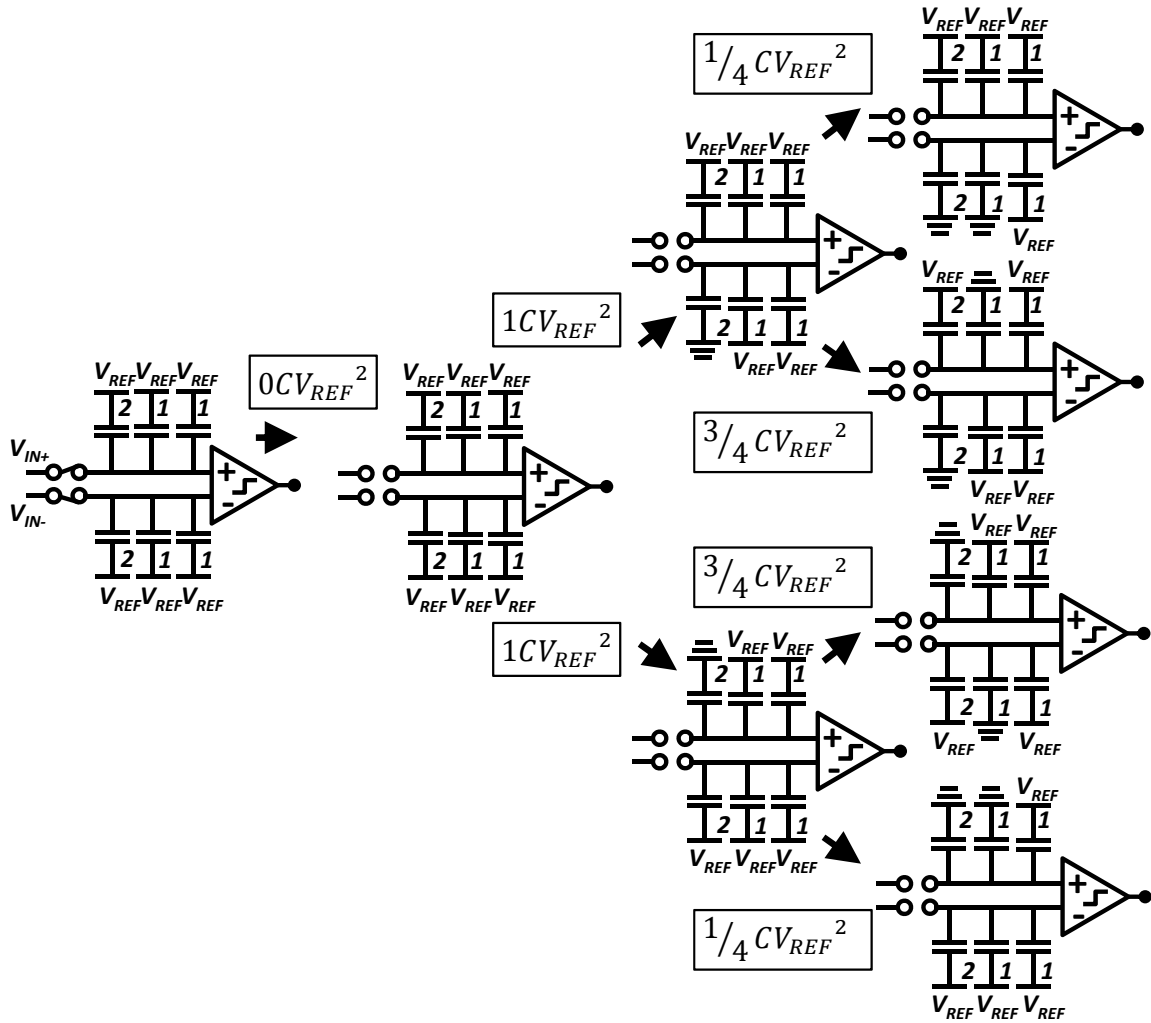 V_REF V_REF V_REF
2 1 1
1/4 CV_REF^2
+
-
2 1 1
V_REF
V_REF V_REF V_REF
2 1 1
+
-
2 1 1
V_REF V_REF
1CV_REF^2
V_REF V_REF
2 1 1
+
-
2 1 1
V_REF V_REF
3/4 CV_REF^2
V_REF V_REF V_REF
2 1 1
0CV_REF^2
V_IN+
V_IN-
+
-
2 1 1
V_REF V_REF V_REF
V_REF V_REF V_REF
2 1 1
+
-
2 1 1
V_REF V_REF V_REF
3/4 CV_REF^2
V_REF V_REF
2 1 1
+
-
2 1 1
V_REF V_REF
1CV_REF^2
V_REF V_REF
2 1 1
+
-
2 1 1
V_REF V_REF V_REF
1/4 CV_REF^2
V_REF
2 1 1
+
-
2 1 1
V_REF V_REF V_REF